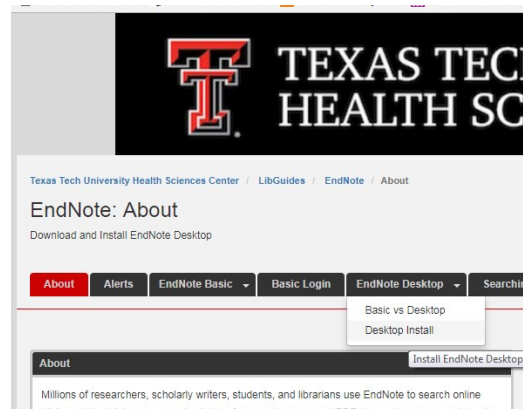 TEXAS TEC
HEALTH SC
Texas Tech University Health Sciences Center / LibGuides / EndNote / About
EndNote: About
Download and Install EndNote Desktop
About Alerts EndNote Basic Basic Login EndNote Desktop Searchin
Basic vs Desktop
Desktop Install
Install EndNote Desktop
About
Millions of researchers, scholarly writers, students, and librarians use EndNote to search online